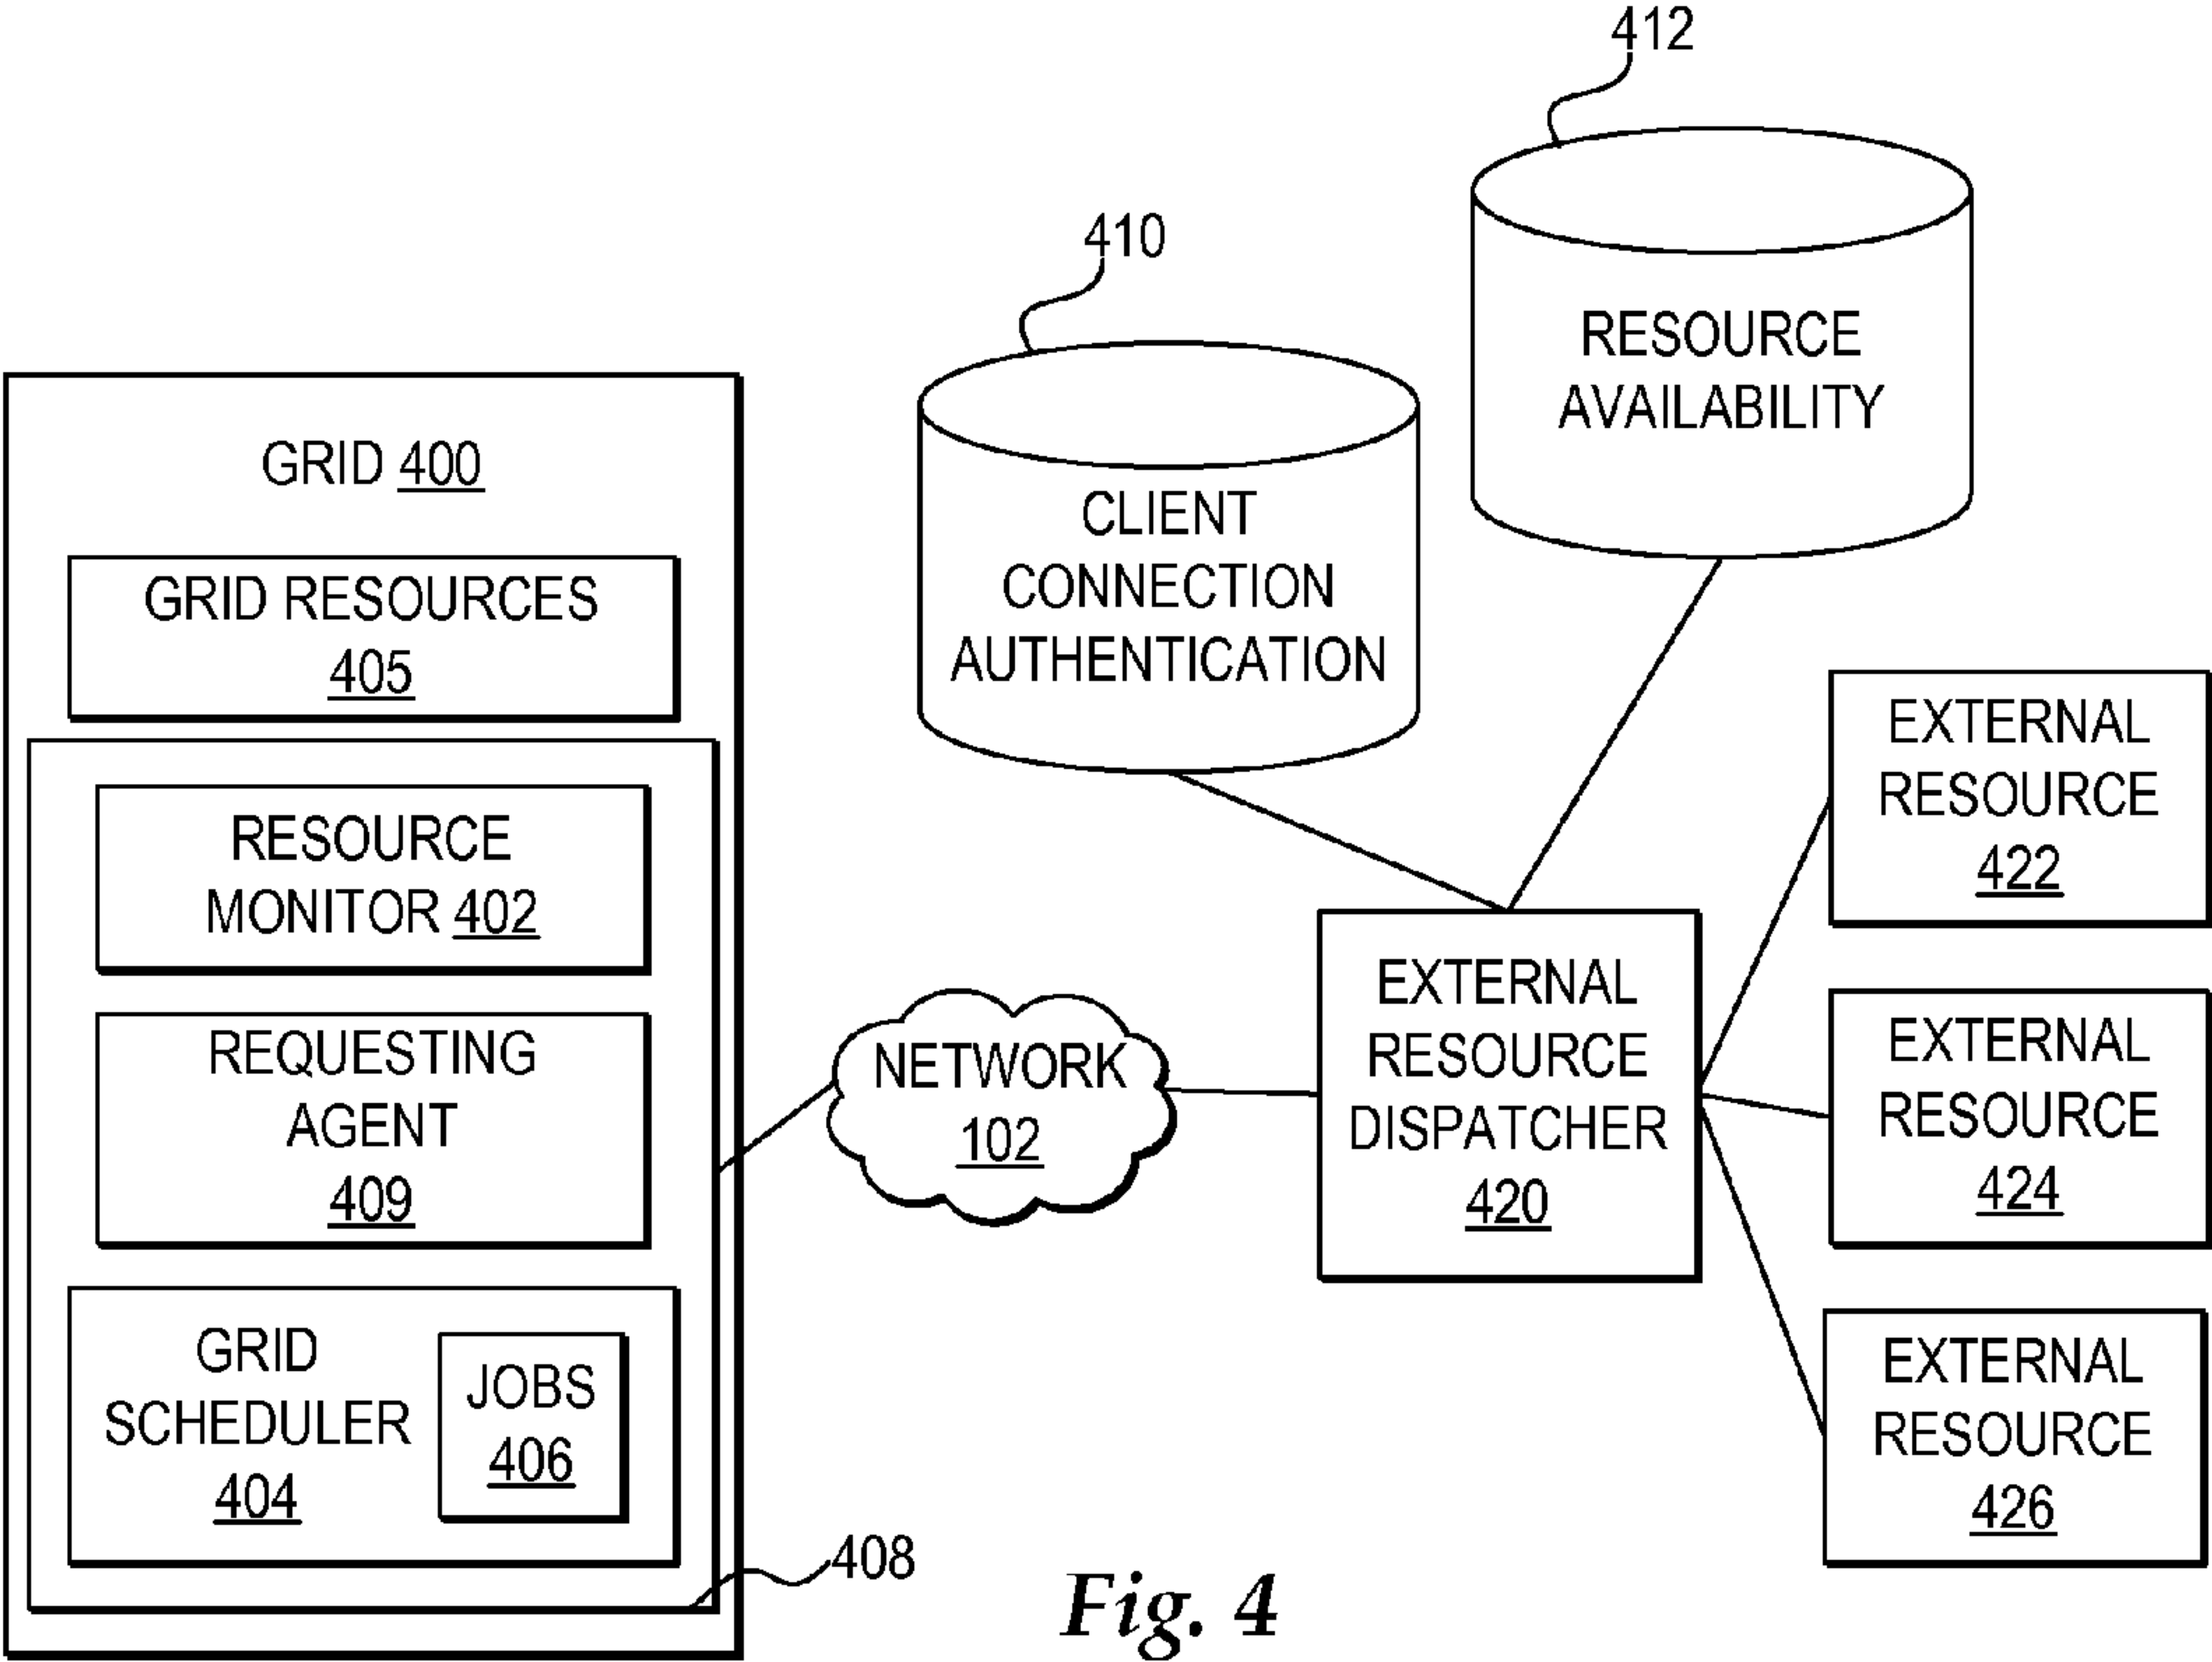 412
410
RESOURCE
AVAILABILITY
CLIENT
CONNECTION
AUTHENTICATION
GRID 400
GRID RESOURCES
405
RESOURCE
MONITOR 402
REQUESTING
AGENT
409
GRID
SCHEDULER
404
JOBS
406
408
NETWORK
102
EXTERNAL
RESOURCE
DISPATCHER
420
EXTERNAL
RESOURCE
422
EXTERNAL
RESOURCE
424
EXTERNAL
RESOURCE
426
Fig. 4